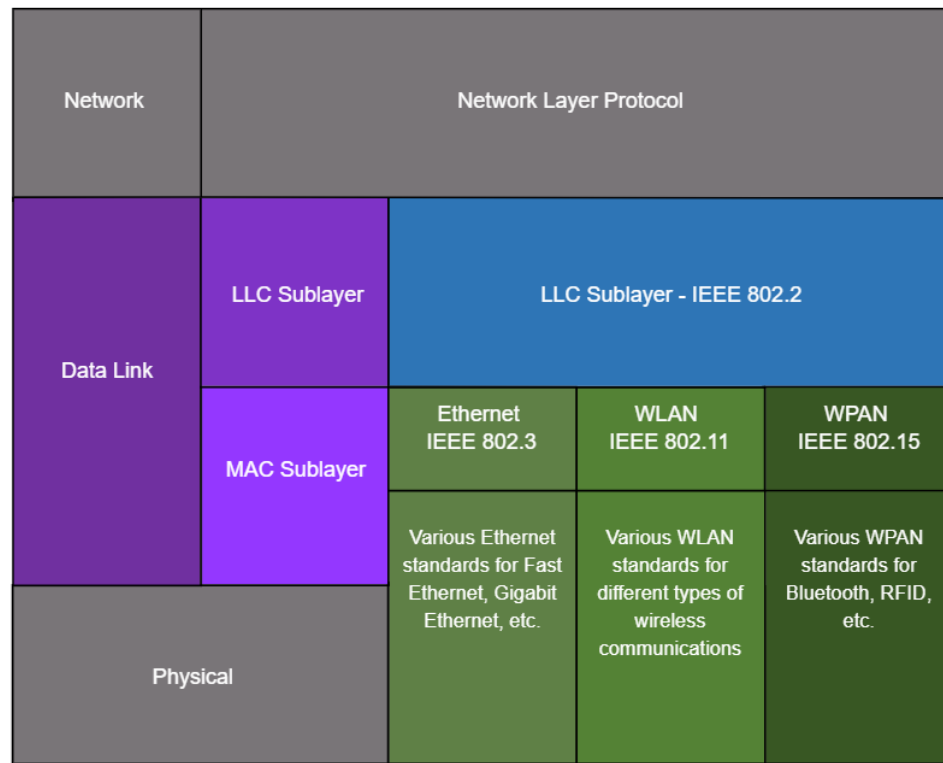 Network
Network Layer Protocol
Data Link
LLC Sublayer
LLC Sublayer - IEEE 802.2
MAC Sublayer
Ethernet
IEEE 802.3
WLAN
IEEE 802.11
WPAN
IEEE 802.15
Various Ethernet
standards for Fast
Ethernet, Gigabit
Ethernet, etc.
Various WLAN
standards for
different types of
wireless
communications
Various WPAN
standards for
Bluetooth, RFID,
etc.
Physical